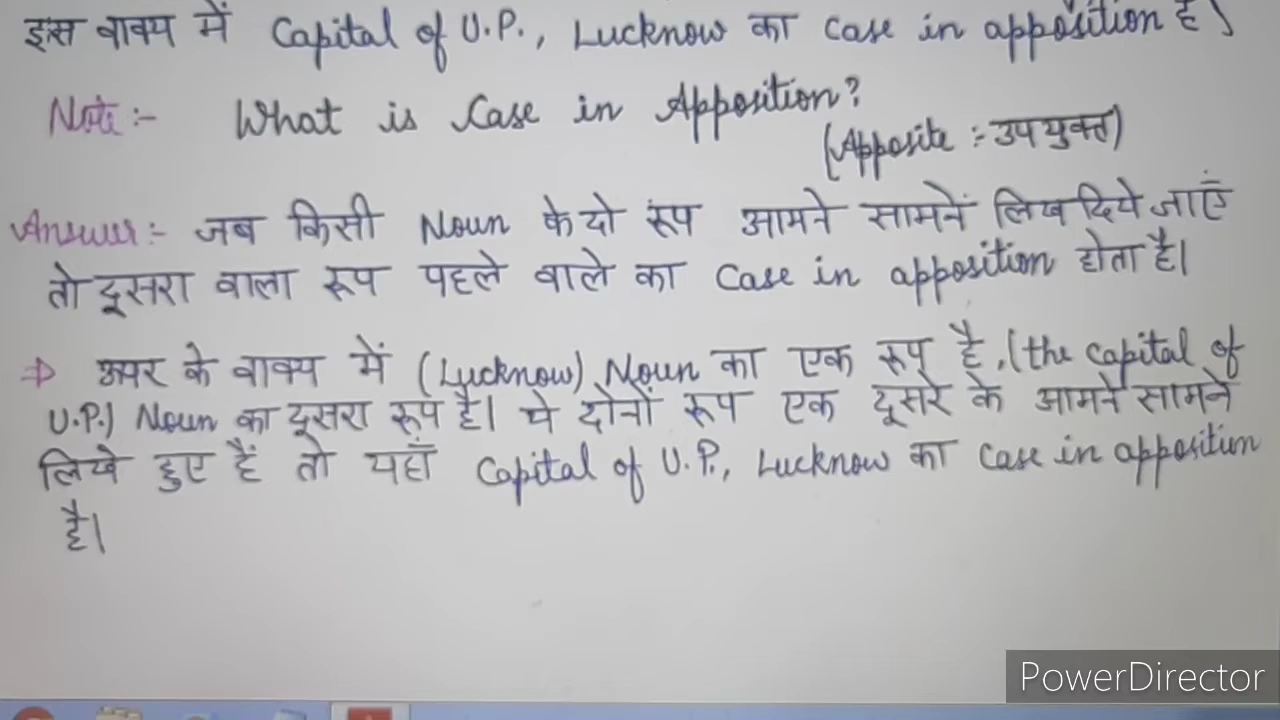 इस वाक्य में Capital of U.P., Lucknow का case in apposition है।
Note:- What is Case in Apposition?
(Apposite :- उपयुक्त)
Answer:- जब किसी Noun के दो रूप आमने सामने लिख दिये जाएँ
तो दूसरा वाला रूप पहले वाले का Case in apposition होता है।
⇒ ऊपर के वाक्य में (Lucknow) Noun का एक रूप है, (the capital of
U.P.) Noun का दूसरा रूप है। ये दोनों रूप एक दूसरे के आमने सामने
लिखे हुए हैं तो यहाँ Capital of U.P., Lucknow का case in apposition
है।
PowerDirector